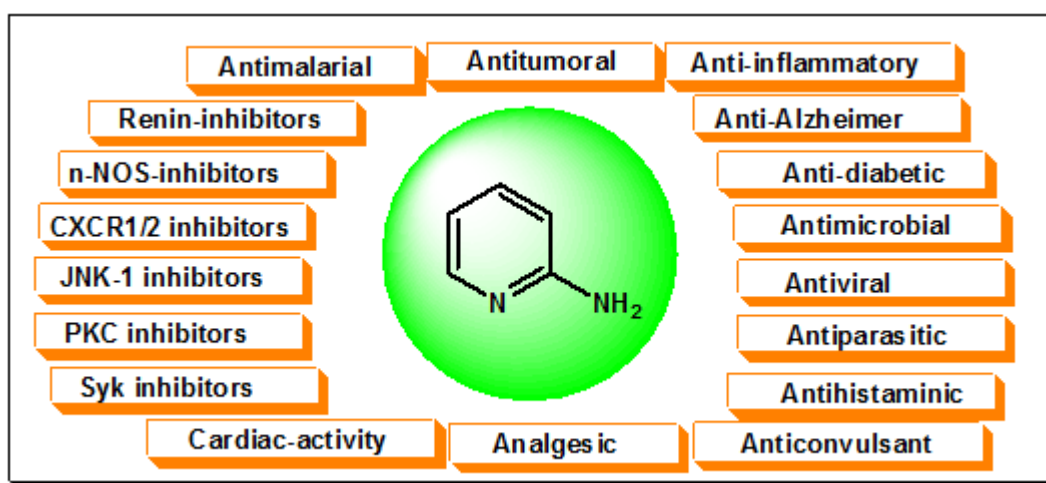 Antimalarial
Antitumoral
Anti-inflammatory
Renin-inhibitors
Anti-Alzheimer
n-NOS-inhibitors
Anti-diabetic
CXCR1/2 inhibitors
Antimicrobial
JNK-1 inhibitors
Antiviral
N
NH2
PKC inhibitors
Antiparasitic
Syk inhibitors
Antihistaminic
Cardiac-activity
Analgesic
Anticonvulsant